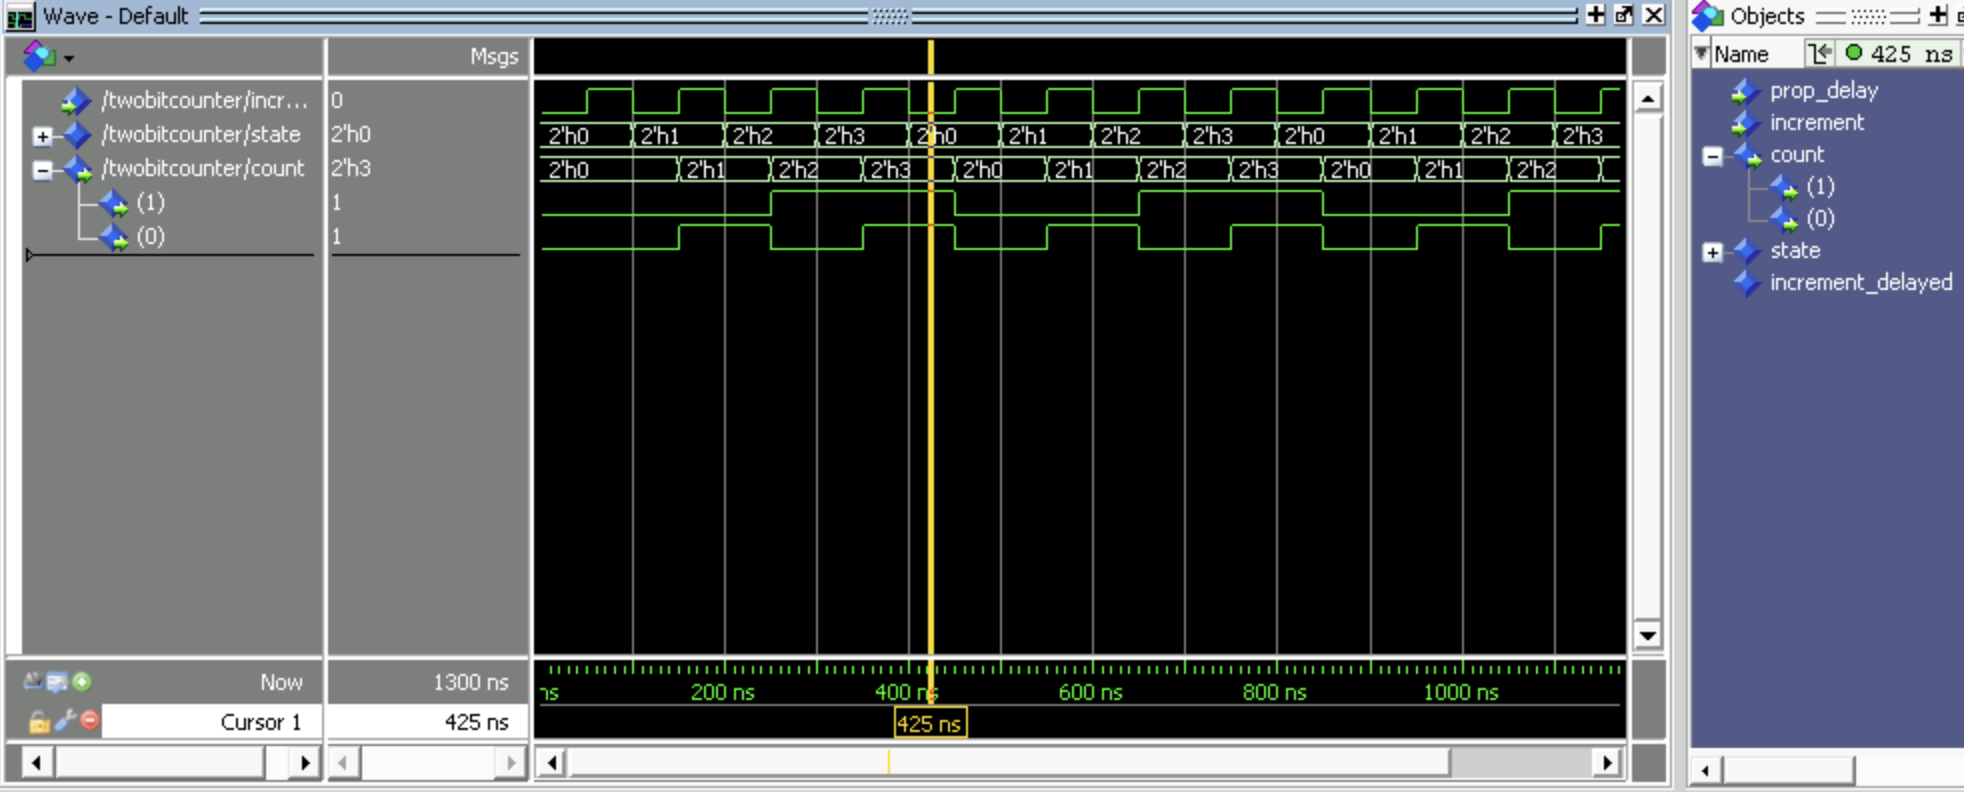 Wave - Default
Msgs
/twobitcounter/incr... 0
/twobitcounter/state 2'h0
/twobitcounter/count 2'h3
(1) 1
(0) 1
2'h0 2'h1 2'h2 2'h3 2'h0 2'h1 2'h2 2'h3 2'h0 2'h1 2'h2 2'h3
2'h0 2'h1 2'h2 2'h3 2'h0 2'h1 2'h2 2'h3 2'h0 2'h1 2'h2
Now 1300 ns
ns 200 ns 400 ns 600 ns 800 ns 1000 ns
Cursor 1 425 ns 425 ns
Objects
Name 425 ns
prop_delay
increment
count
(1)
(0)
state
increment_delayed